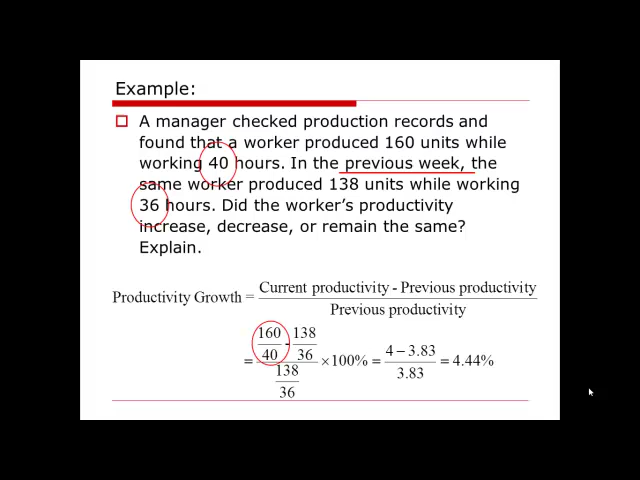 Example:
A manager checked production records and
found that a worker produced 160 units while
working 40 hours. In the previous week, the
same worker produced 138 units while working
36 hours. Did the worker’s productivity
increase, decrease, or remain the same?
Explain.
Productivity Growth = Current productivity - Previous productivity
Previous productivity
= 160/40 - 138/36
138/36
×100% = 4 – 3.83
3.83
= 4.44%